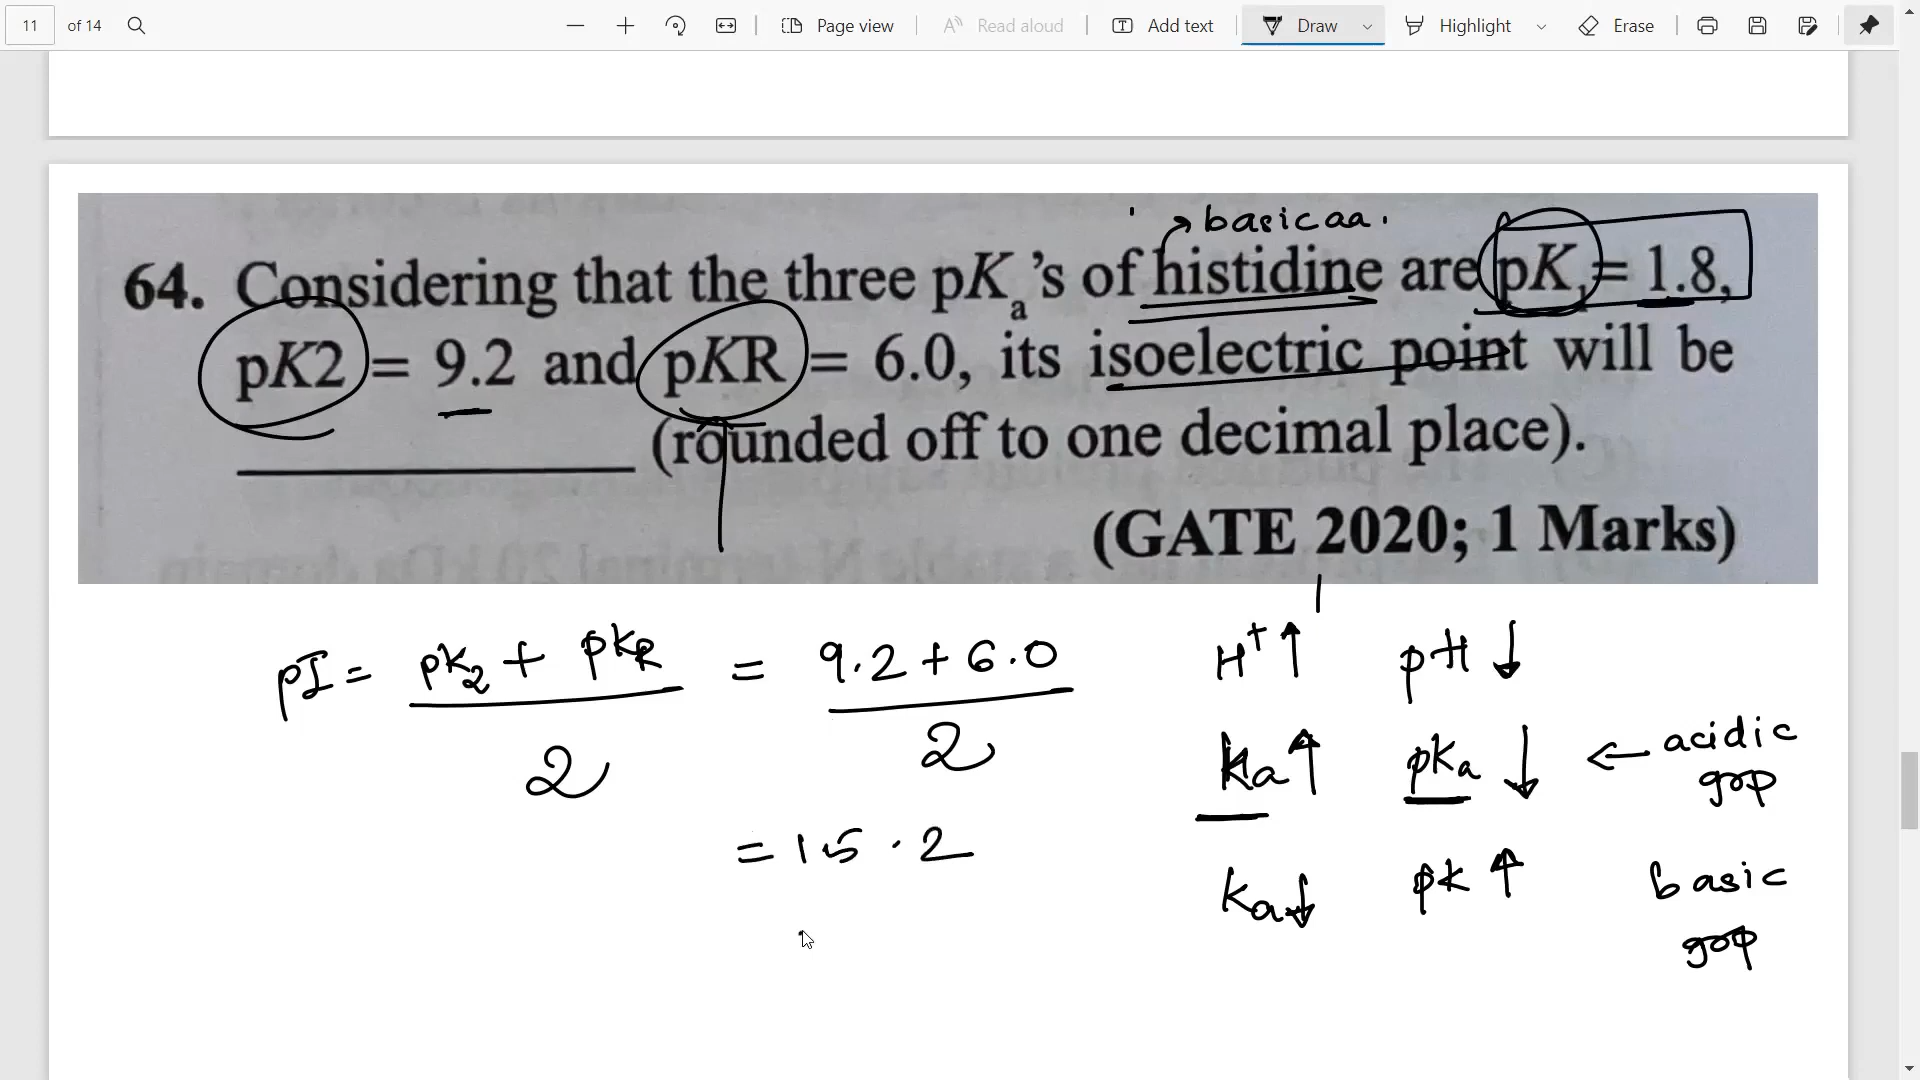 11 of 14 Page view Read aloud Add text Draw Highlight Erase
basic aa.
64. Considering that the three pKa's of histidine are pK1 = 1.8,
pK2 = 9.2 and pKR = 6.0, its isoelectric point will be
__________ (rounded off to one decimal place).
(GATE 2020; 1 Marks)
pI = pK2 + pKR / 2 = 9.2 + 6.0 / 2
= 15.2
H+ ↑ pH ↓
Ka ↑ pKa ↓ ← acidic grp
Ka ↓ pK ↑ basic grp